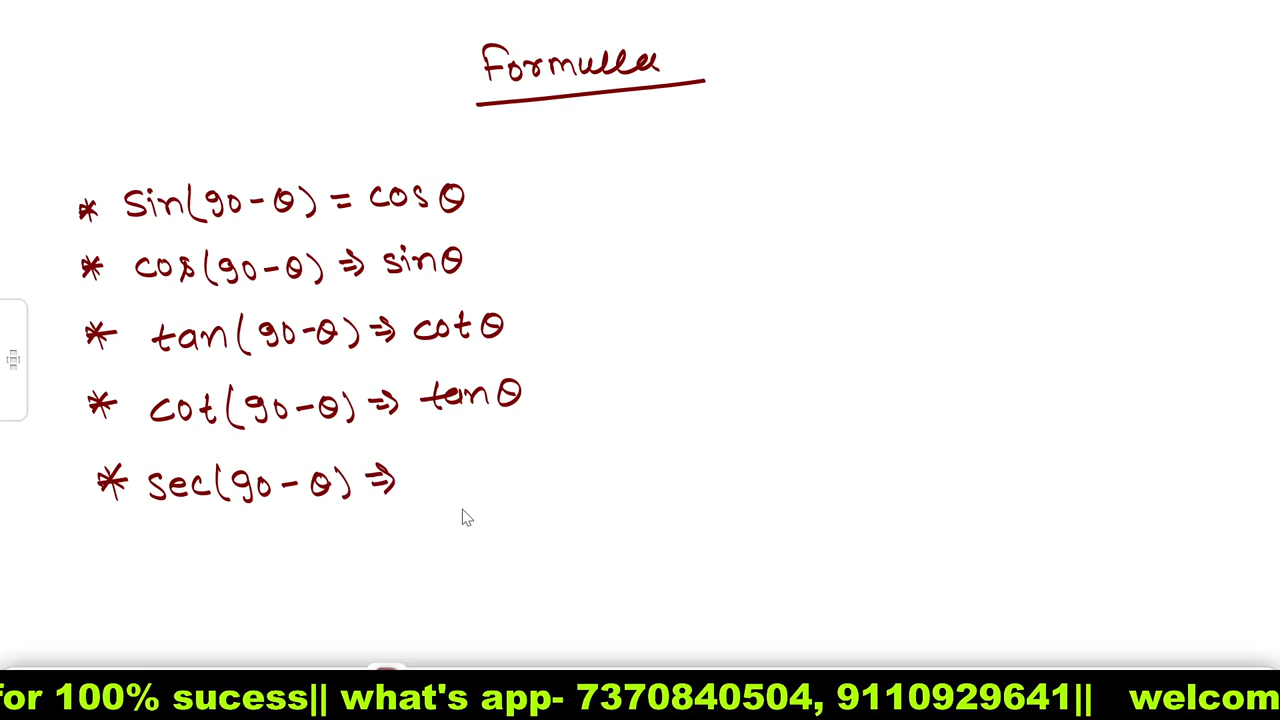 Formulla
* sin(90-θ) = cosθ
* cos(90-θ) ⇒ sinθ
* tan(90-θ) ⇒ cotθ
* cot(90-θ) ⇒ tanθ
* sec(90-θ) ⇒
for 100% sucess|| what's app- 7370840504, 9110929641|| welcom